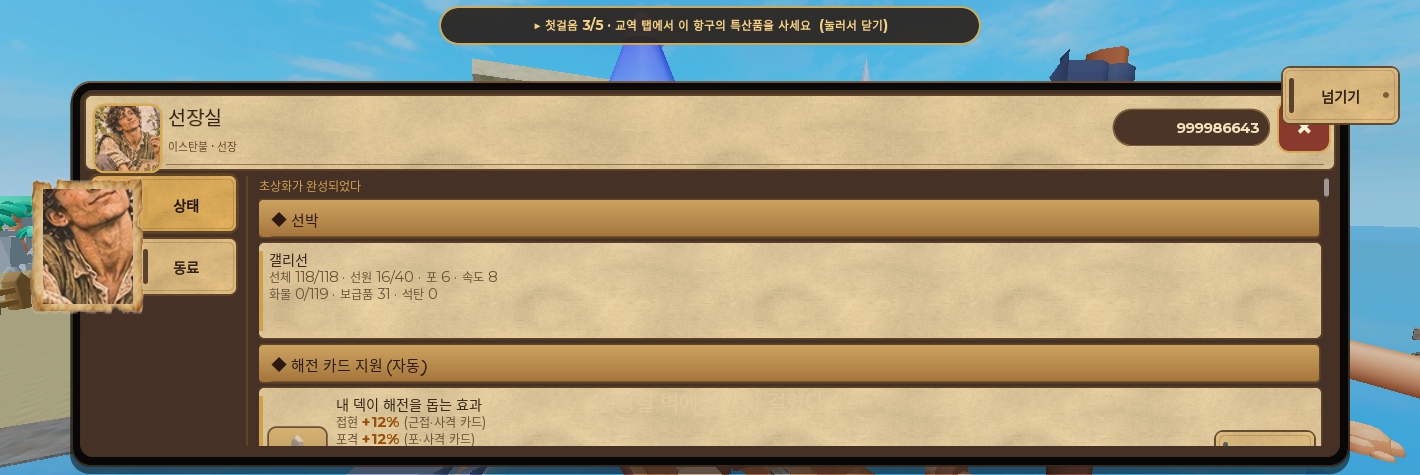 ▸ 첫걸음 3/5 · 교역 탭에서 이 항구의 특산품을 사세요 (눌러서 닫기)
넘기기
선장실
이스탄불 · 선장
999986643
×
상태
동료
초상화가 완성되었다
◆ 선박
갤리선
선체 118/118 · 선원 16/40 · 포 6 · 속도 8
화물 0/119 · 보급품 31 · 석탄 0
◆ 해전 카드 지원 (자동)
내 덱이 해전을 돕는 효과
접현 +12% (근접·사격 카드)
포격 +12% (포·사격 카드)